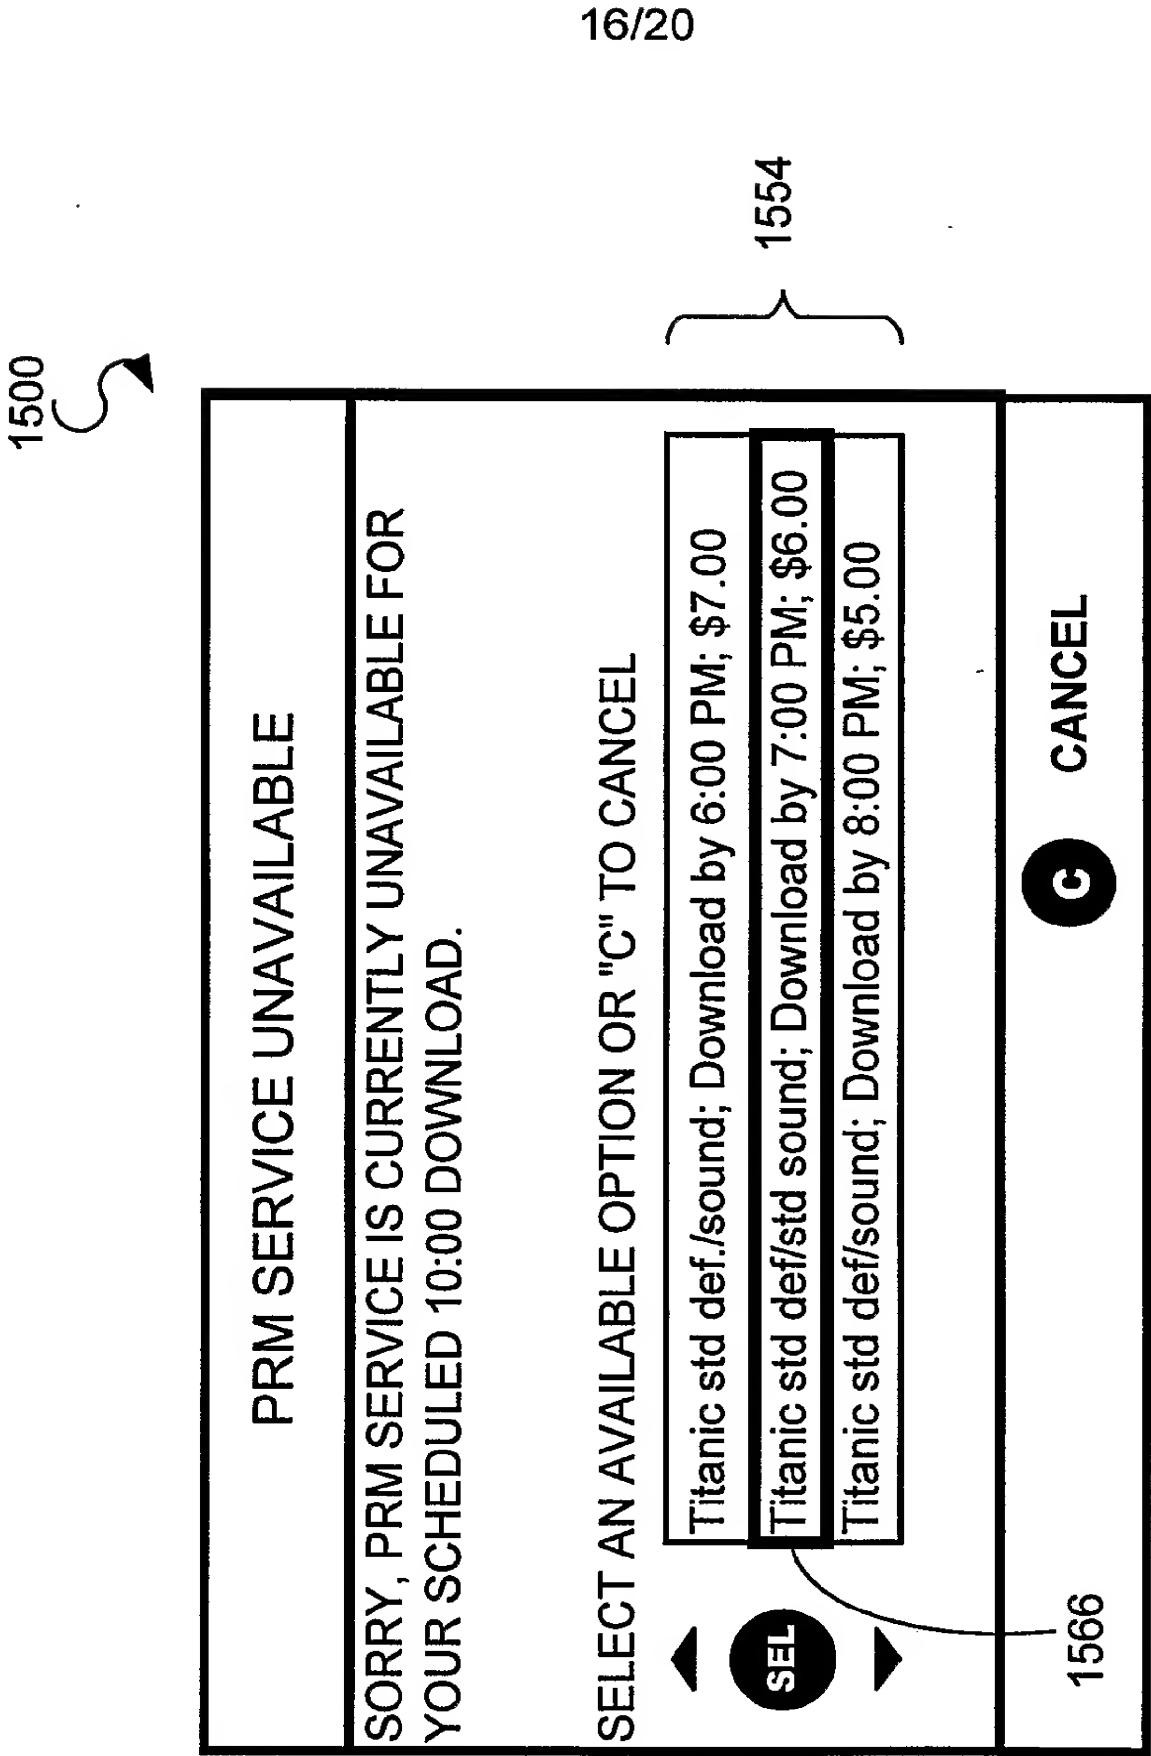 16/20
1500
PRM SERVICE UNAVAILABLE
SORRY, PRM SERVICE IS CURRENTLY UNAVAILABLE FOR
YOUR SCHEDULED 10:00 DOWNLOAD.
SELECT AN AVAILABLE OPTION OR "C" TO CANCEL
SEL
Titanic std def./sound; Download by 6:00 PM; $7.00
Titanic std def/std sound; Download by 7:00 PM; $6.00
Titanic std def/sound; Download by 8:00 PM; $5.00
1554
1566
C CANCEL